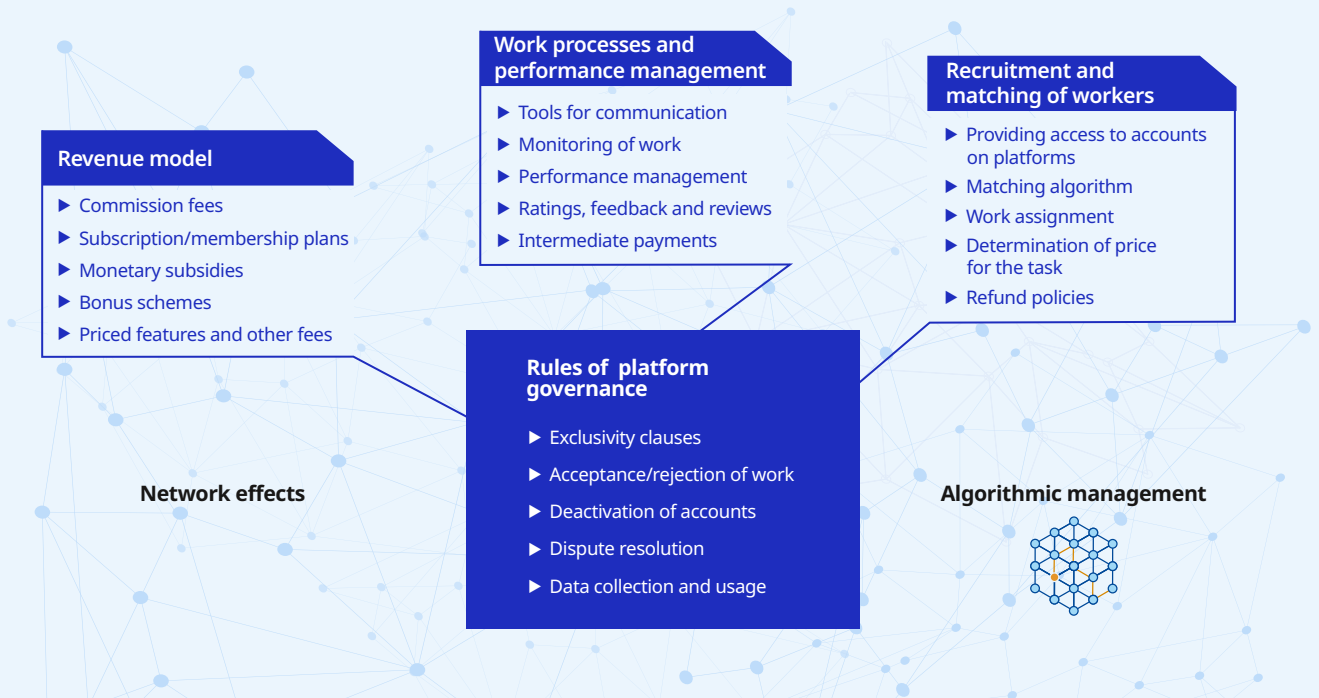 Work processes and
performance management
Tools for communication
Monitoring of work
Performance management
Ratings, feedback and reviews
Intermediate payments
Recruitment and
matching of workers
Providing access to accounts
on platforms
Matching algorithm
Work assignment
Determination of price
for the task
Refund policies
Revenue model
Commission fees
Subscription/membership plans
Monetary subsidies
Bonus schemes
Priced features and other fees
Rules of platform
governance
Exclusivity clauses
Acceptance/rejection of work
Deactivation of accounts
Dispute resolution
Data collection and usage
Network effects
Algorithmic management